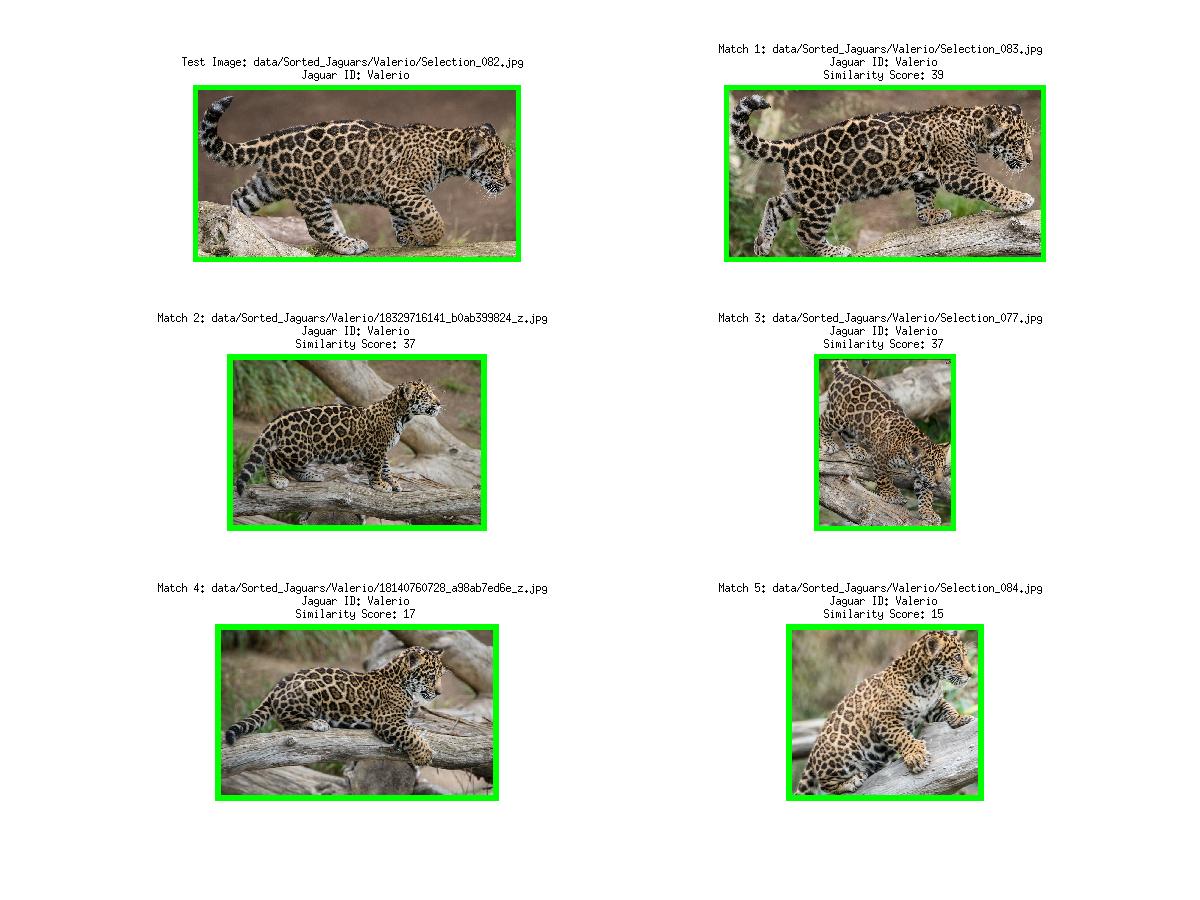 Test Image: data/Sorted_Jaguars/Valerio/Selection_082.jpg
Jaguar ID: Valerio
Match 1: data/Sorted_Jaguars/Valerio/Selection_083.jpg
Jaguar ID: Valerio
Similarity Score: 39
Match 2: data/Sorted_Jaguars/Valerio/18329716141_b0ab399824_z.jpg
Jaguar ID: Valerio
Similarity Score: 37
Match 3: data/Sorted_Jaguars/Valerio/Selection_077.jpg
Jaguar ID: Valerio
Similarity Score: 37
Match 4: data/Sorted_Jaguars/Valerio/18140760728_a98ab7ed6e_z.jpg
Jaguar ID: Valerio
Similarity Score: 17
Match 5: data/Sorted_Jaguars/Valerio/Selection_084.jpg
Jaguar ID: Valerio
Similarity Score: 15